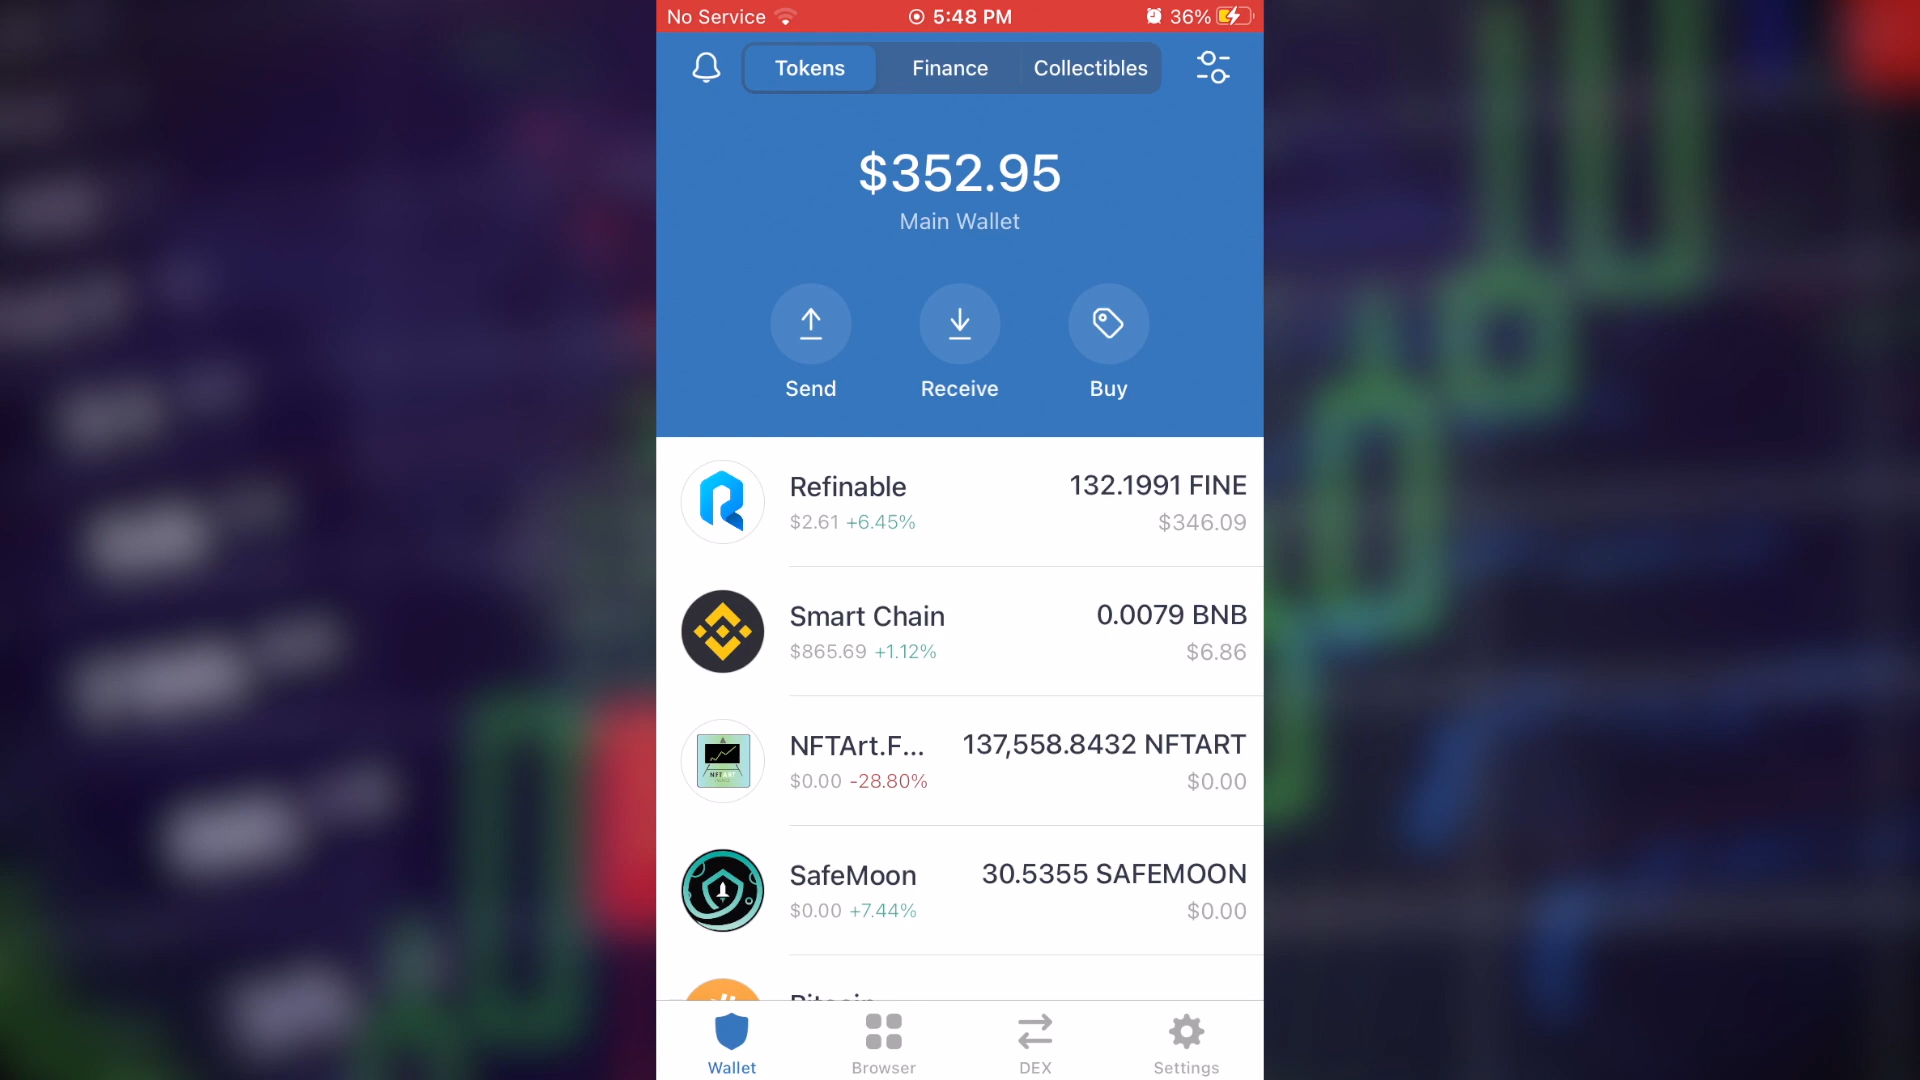 No Service 5:48 PM 36%
Tokens Finance Collectibles
$352.95
Main Wallet
Send Receive Buy
Refinable 132.1991 FINE
$2.61 +6.45% $346.09
Smart Chain 0.0079 BNB
$865.69 +1.12% $6.86
NFTArt.F... 137,558.8432 NFTART
$0.00 -28.80% $0.00
SafeMoon 30.5355 SAFEMOON
$0.00 +7.44% $0.00
Bitcoin
Wallet Browser DEX Settings